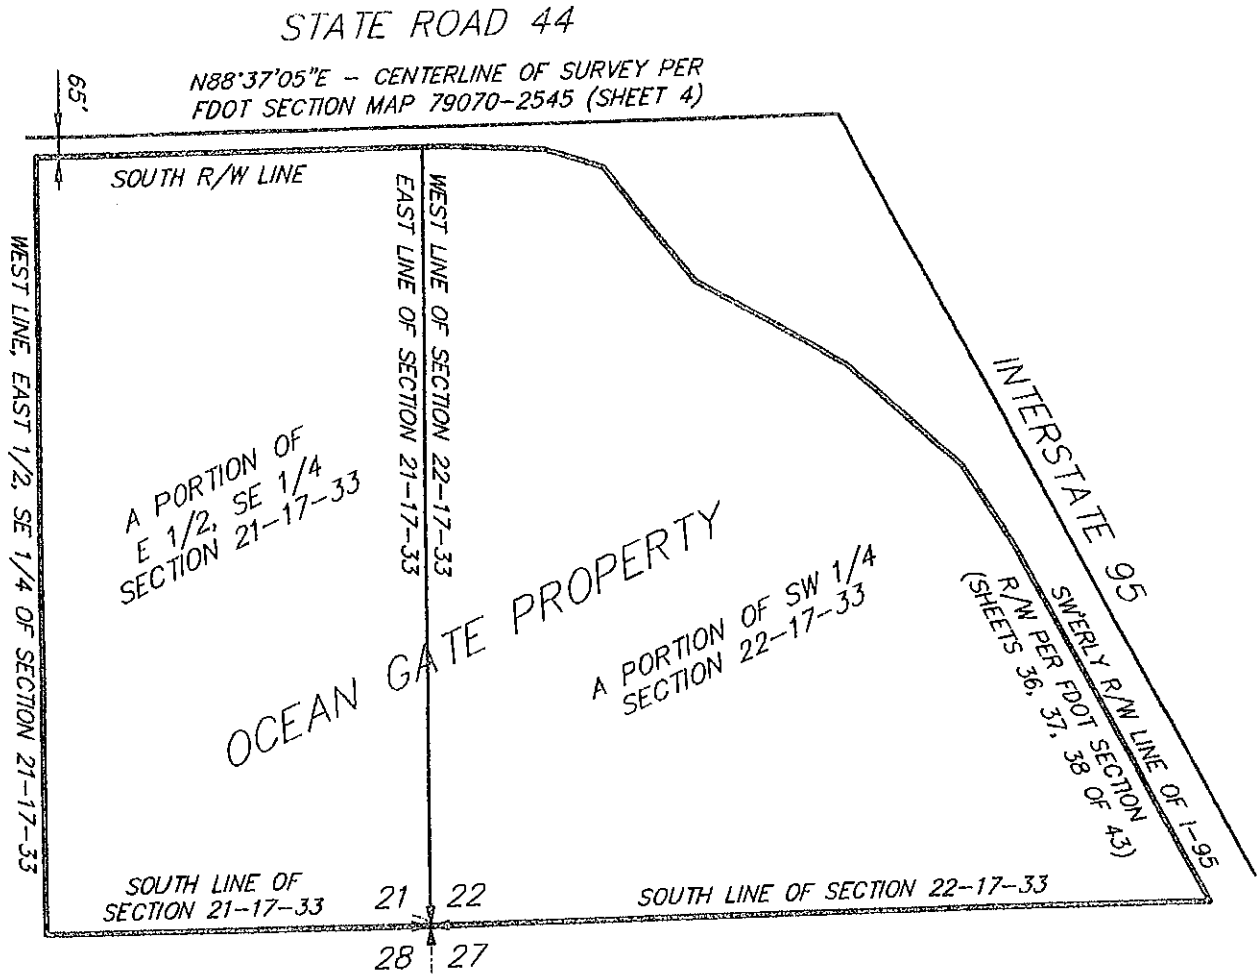 STATE ROAD 44
N88°37'05"E - CENTERLINE OF SURVEY PER
FDOT SECTION MAP 79070-2545 (SHEET 4)
65'
SOUTH R/W LINE
WEST LINE OF SECTION 22-17-33
EAST LINE OF SECTION 21-17-33
WEST LINE, EAST 1/2, SE 1/4 OF SECTION 21-17-33
A PORTION OF
E 1/2, SE 1/4
SECTION 21-17-33
INTERSTATE 95
OCEAN GATE PROPERTY
A PORTION OF SW 1/4
SECTION 22-17-33
SW'ERLY R/W LINE OF I-95
R/W PER FDOT SECTION
(SHEETS 36, 37, 38 OF 43)
SOUTH LINE OF
SECTION 21-17-33
21
22
SOUTH LINE OF SECTION 22-17-33
28
27